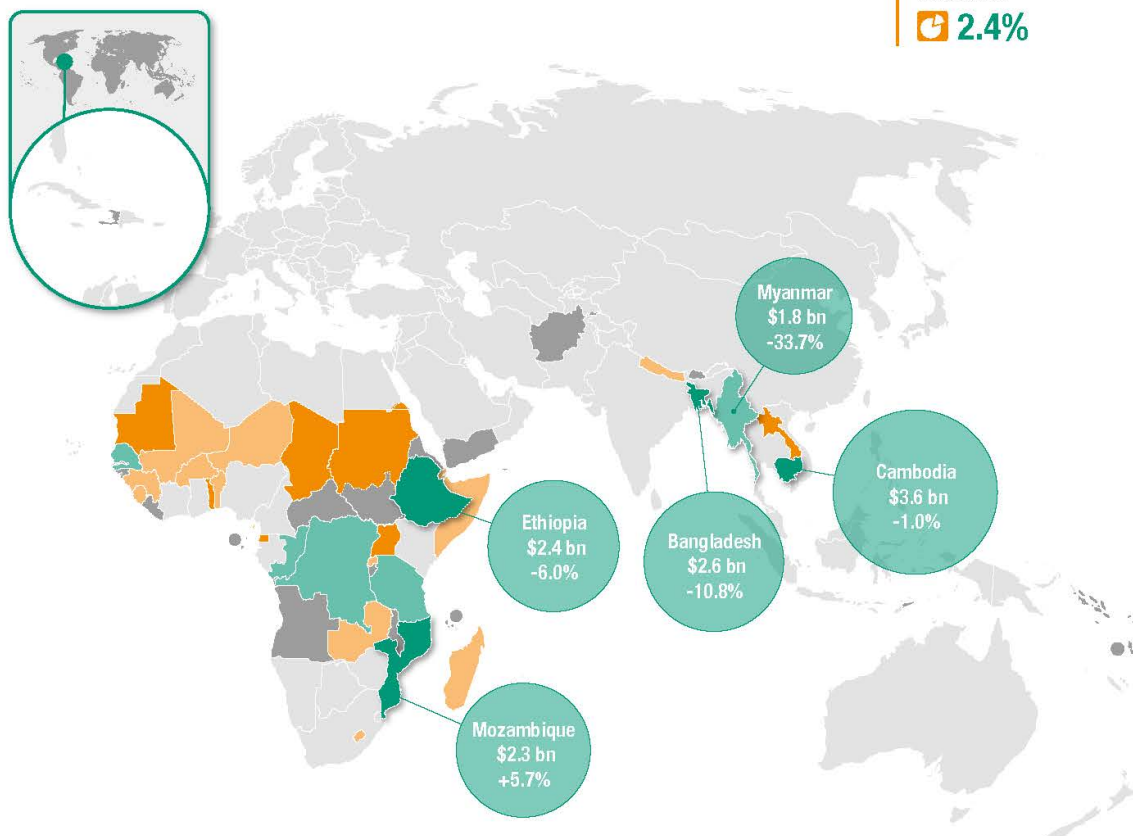 2.4%
Myanmar
$1.8 bn
-33.7%
Cambodia
$3.6 bn
-1.0%
Ethiopia
$2.4 bn
-6.0%
Bangladesh
$2.6 bn
-10.8%
Mozambique
$2.3 bn
+5.7%